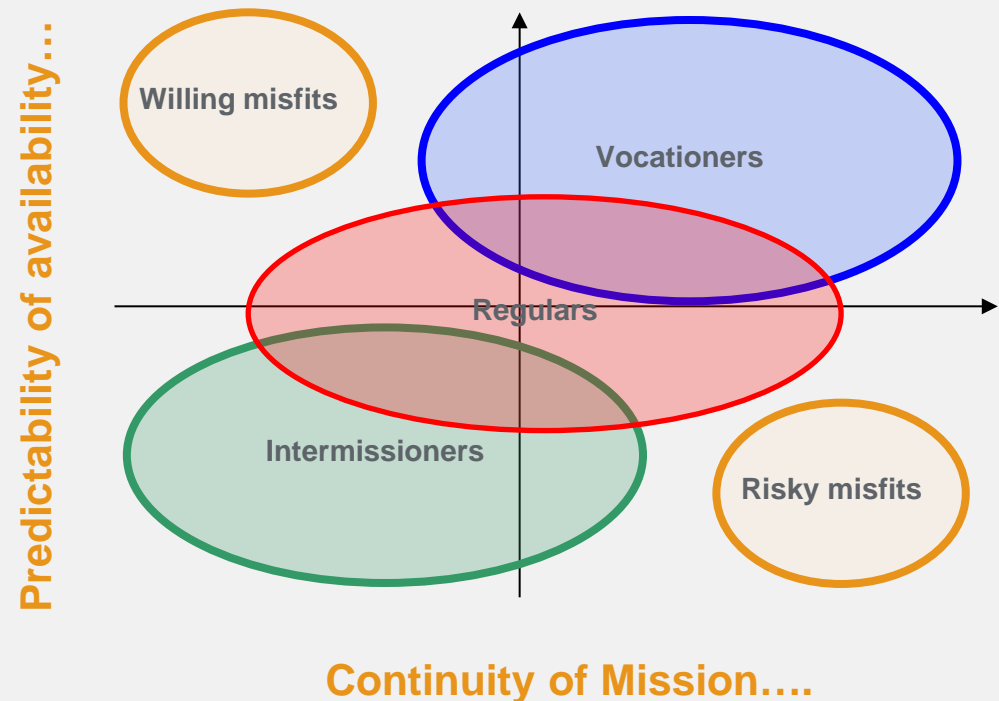 Predictability of availability…
Willing misfits
Vocationers
Regulars
Intermissioners
Risky misfits
Continuity of Mission….